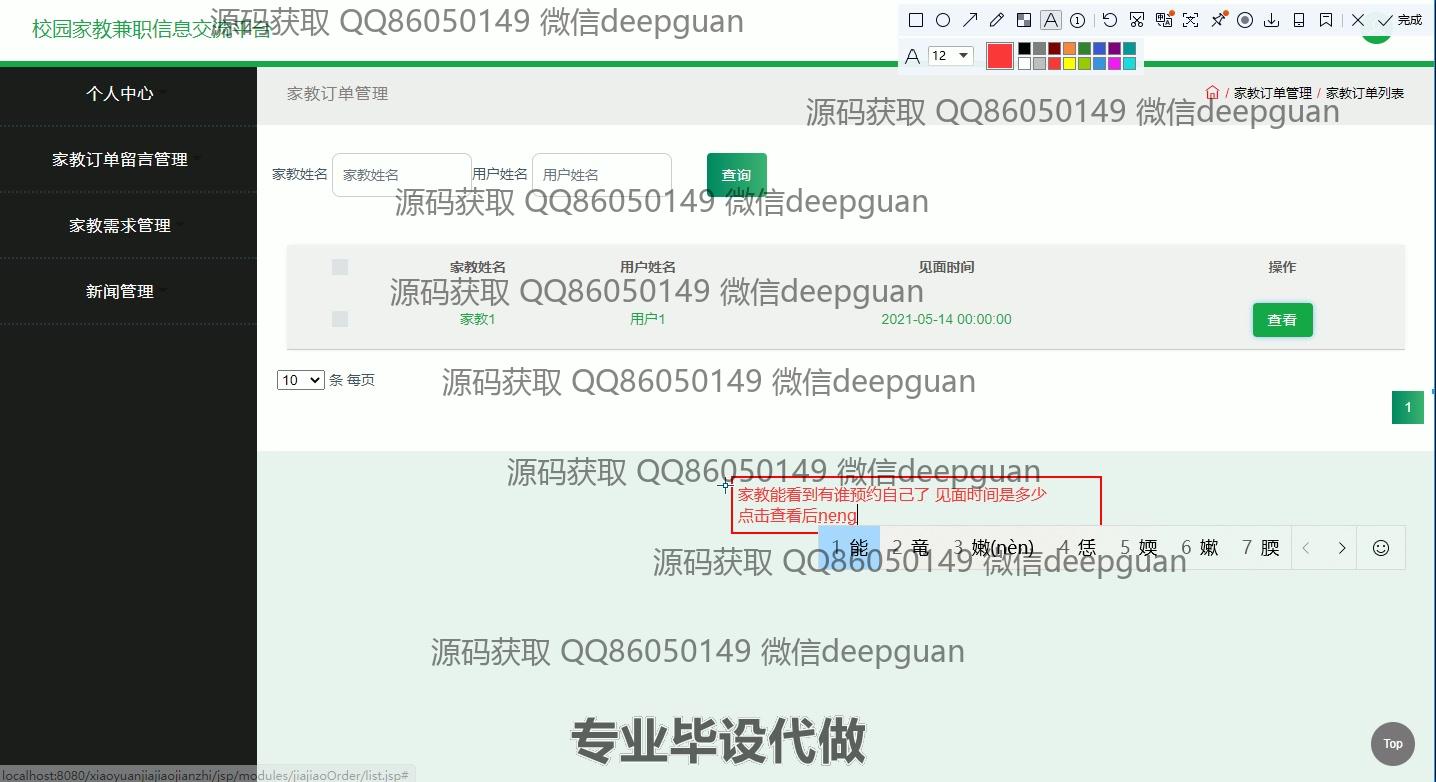 校园家教兼职信息交流平台
源码获取 QQ86050149 微信deepguan
完成
A 12
个人中心
家教订单留言管理
家教需求管理
新闻管理
家教订单管理
/ 家教订单管理 / 家教订单列表
源码获取 QQ86050149 微信deepguan
家教姓名 家教姓名 用户姓名 用户姓名 查询
源码获取 QQ86050149 微信deepguan
家教姓名 用户姓名 见面时间 操作
源码获取 QQ86050149 微信deepguan
家教1 用户1 2021-05-14 00:00:00 查看
10 条 每页
源码获取 QQ86050149 微信deepguan
1
源码获取 QQ86050149 微信deepguan
家教能看到有谁预约自己了 见面时间是多少
点击查看后neng
1 能 2 竜 3 嫩(nèn) 4 恁 5 㛂 6 嫰 7 腝
源码获取 QQ86050149 微信deepguan
源码获取 QQ86050149 微信deepguan
专业毕设代做
Top
localhost:8080/xiaoyuanjiajiaojianzhi/jsp/modules/jiajiaoOrder/list.jsp#